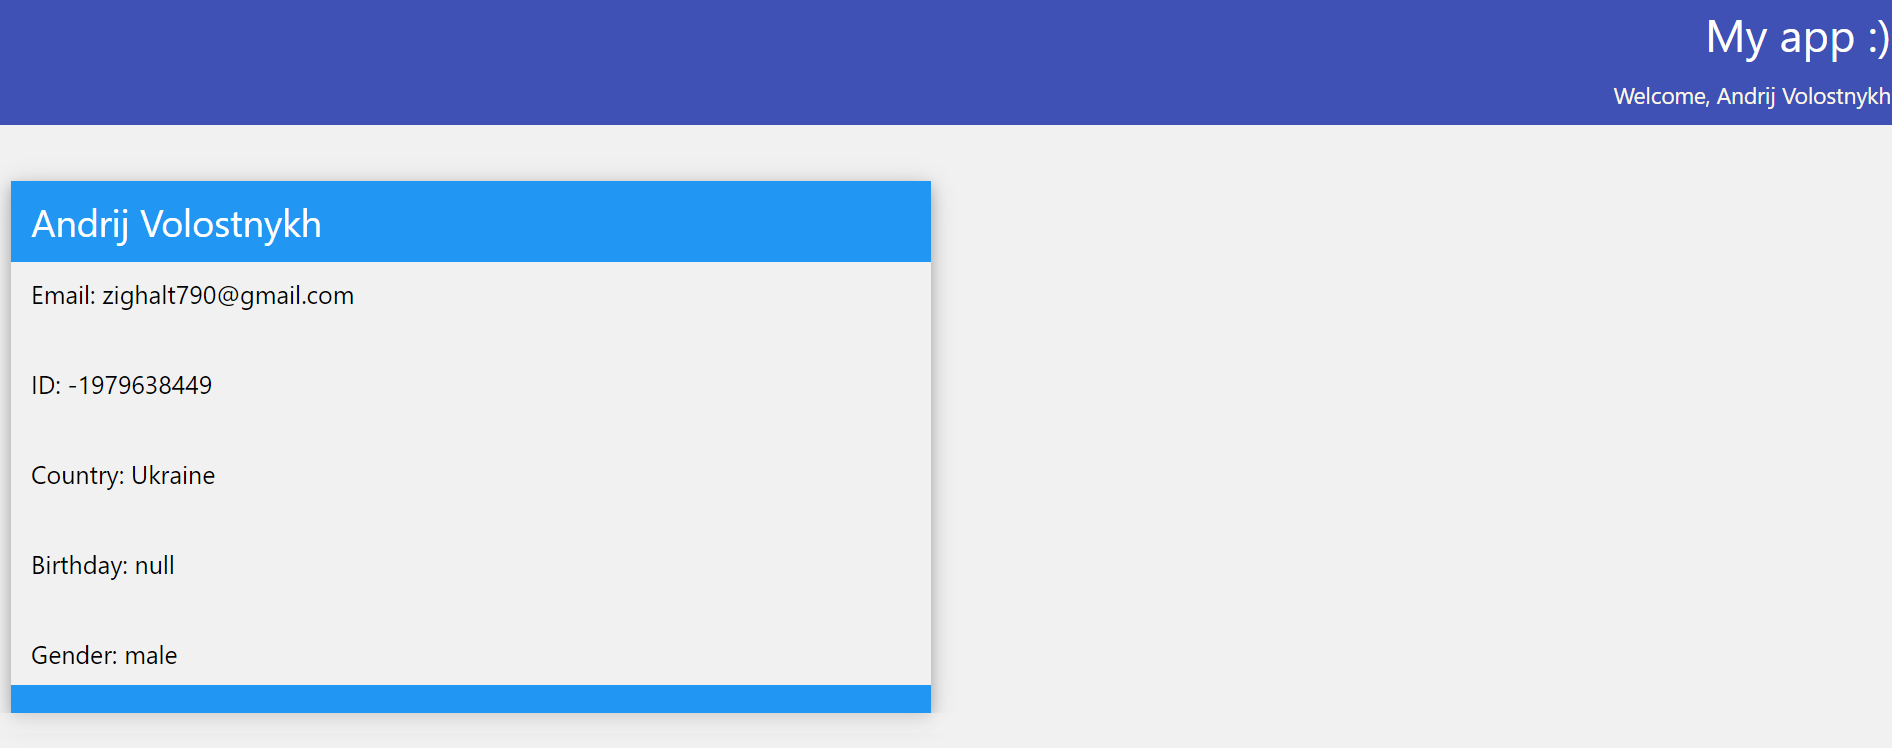 My app :)
Welcome, Andrij Volostnykh
Andrij Volostnykh
Email: zighalt790@gmail.com
ID: -1979638449
Country: Ukraine
Birthday: null
Gender: male